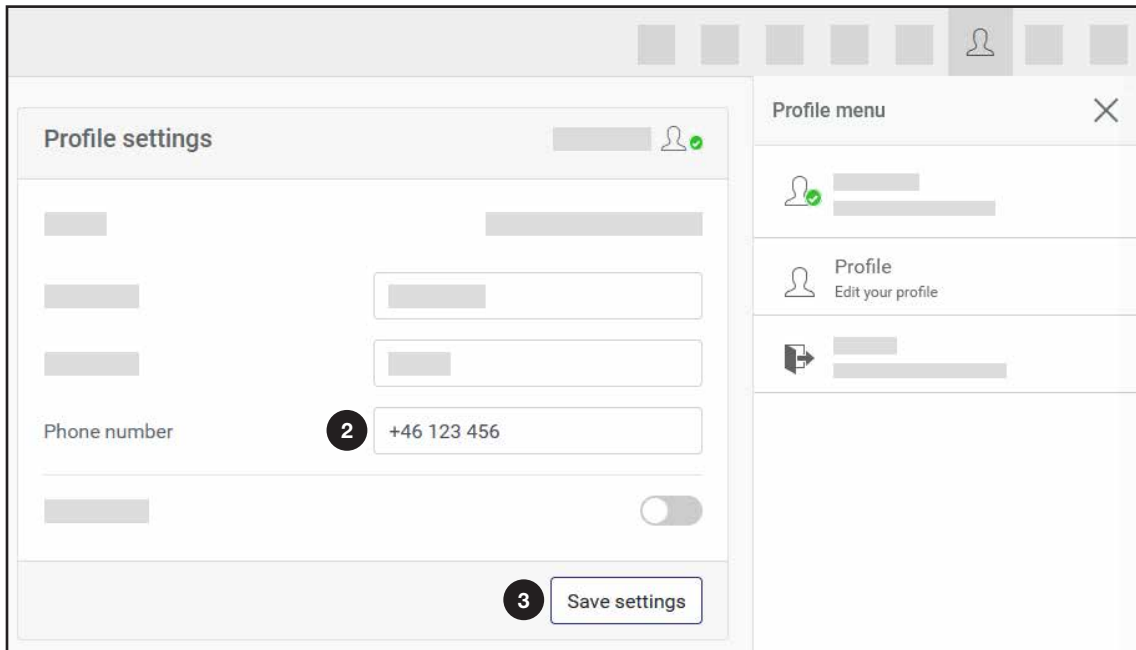 Profile settings
Phone number
2
+46 123 456
3
Save settings
Profile menu
Profile
Edit your profile